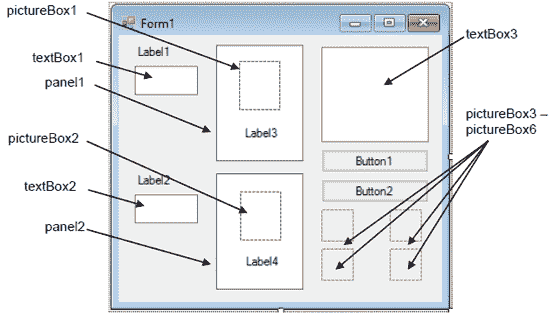 pictureBox1
Form1
textBox1
Label1
textBox3
panel1
Label3
pictureBox3 –
pictureBox6
pictureBox2
Button1
textBox2
Label2
Button2
panel2
Label4